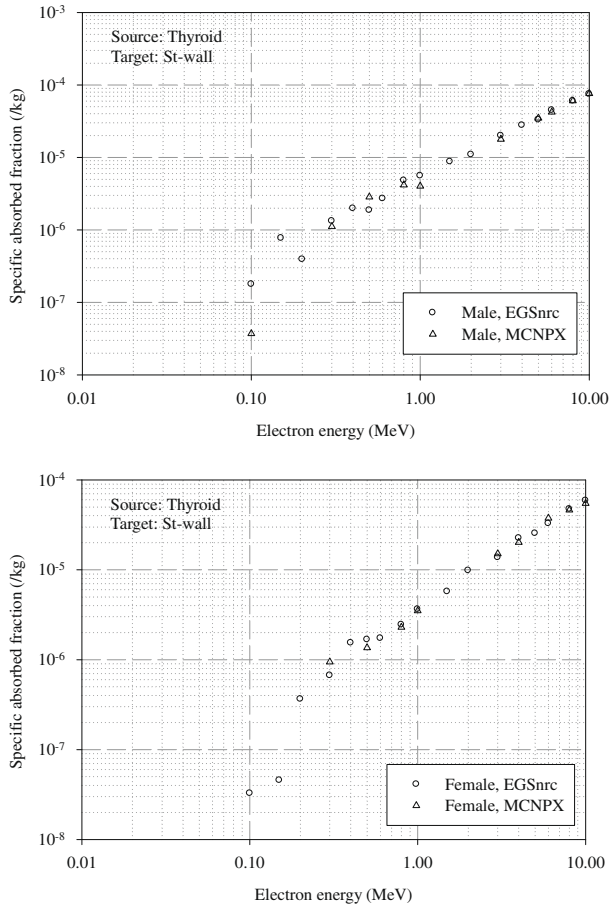 10-3
Source: Thyroid
Target: St-wall
10-4
10-5
10-6
10-7
10-8
Specific absorbed fraction (/kg)
Male, EGSnrc
Male, MCNPX
0.01 0.10 1.00 10.00
Electron energy (MeV)
10-4
Source: Thyroid
Target: St-wall
10-5
10-6
10-7
10-8
Specific absorbed fraction (/kg)
Female, EGSnrc
Female, MCNPX
0.01 0.10 1.00 10.00
Electron energy (MeV)